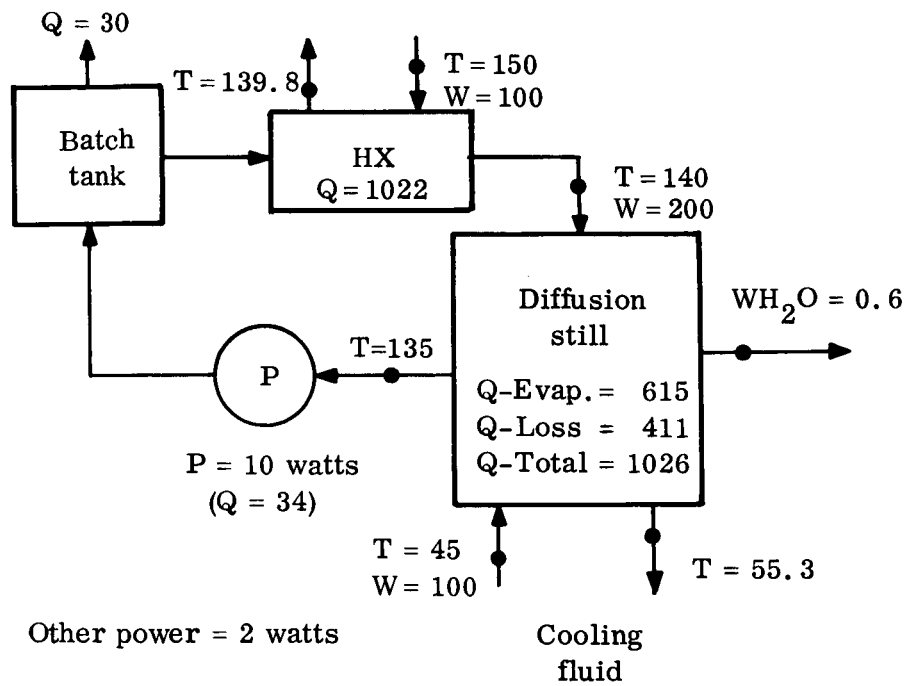 Q = 30
T = 139.8
T = 150
W = 100
Batch
tank
HX
Q = 1022
T = 140
W = 200
Diffusion
still
WH₂O = 0.6
T=135
P
Q-Evap. = 615
Q-Loss = 411
Q-Total = 1026
P = 10 watts
(Q = 34)
T = 45
W = 100
T = 55.3
Other power = 2 watts
Cooling
fluid